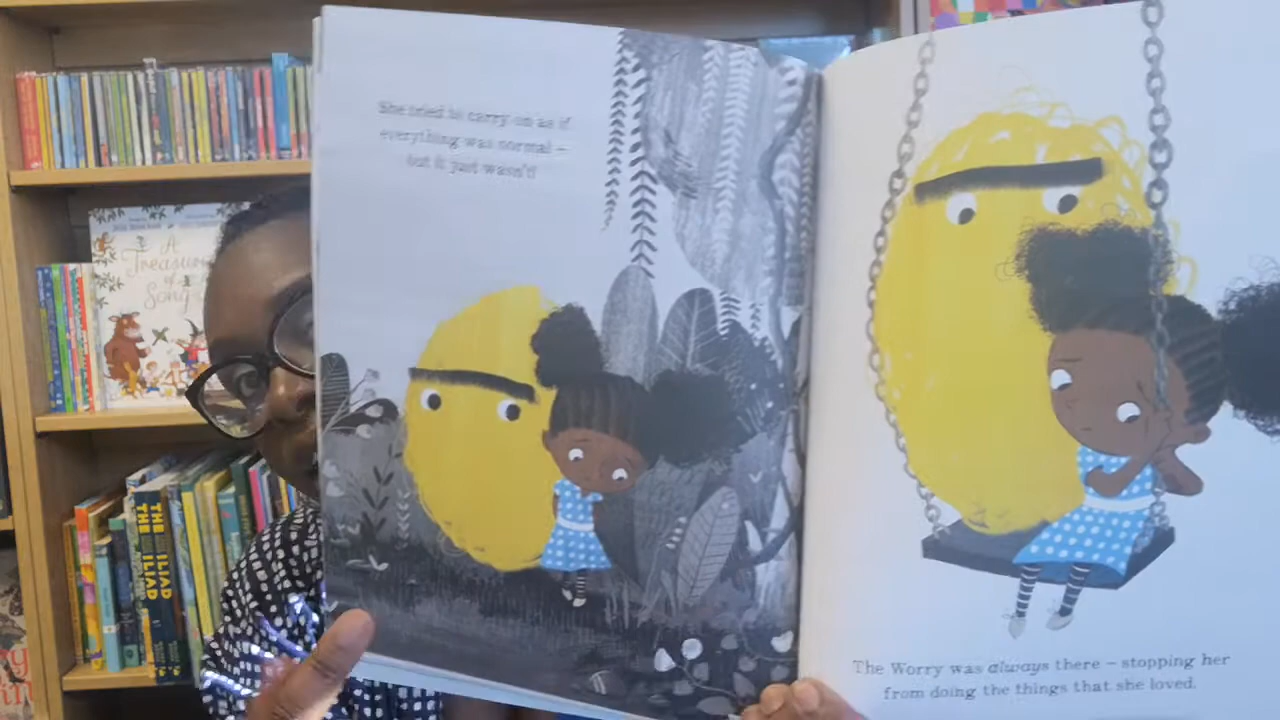 She tried to carry on as if
everything was normal –
but it just wasn't!
The Worry was always there – stopping her
from doing the things that she loved.
A
Treasury
of
Songs
THE ILIAD
THE ILIAD